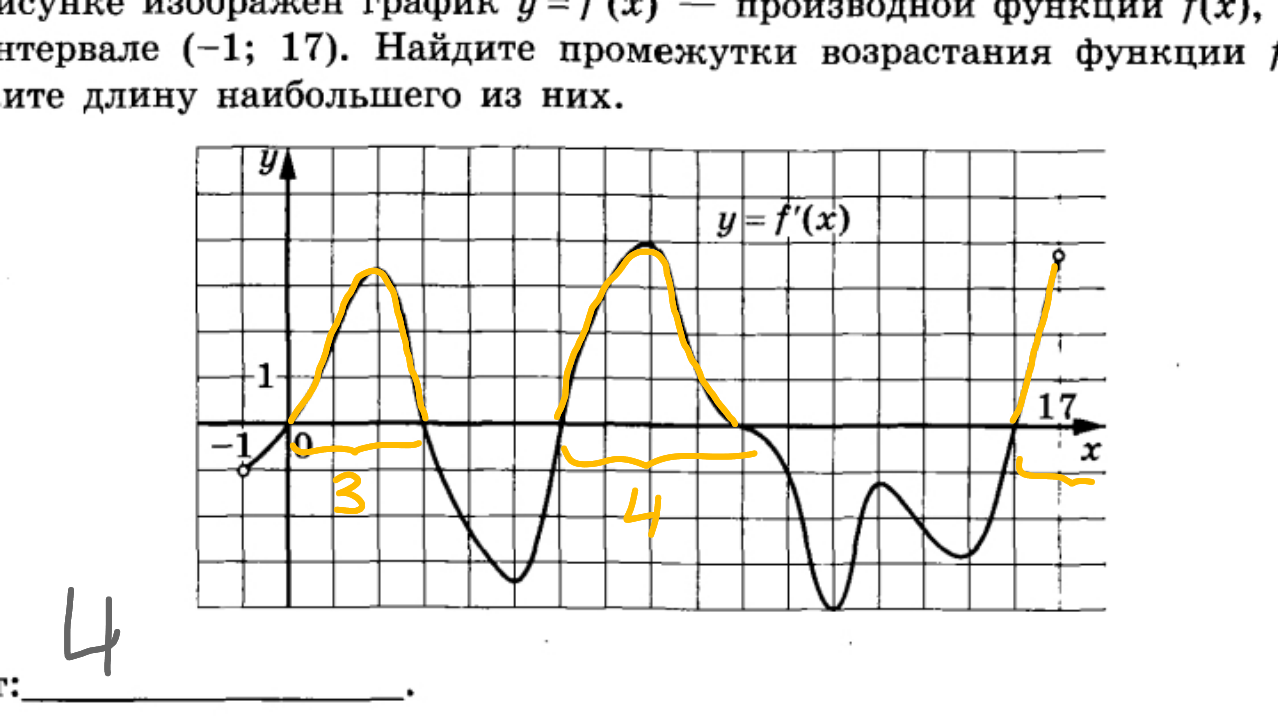 исунке изображен график y = f′(x) — производной функции f(x),
нтервале (−1; 17). Найдите промежутки возрастания функции f
ите длину наибольшего из них.
y
y = f′(x)
1
17
−1 0
x
3
4
4
т: .